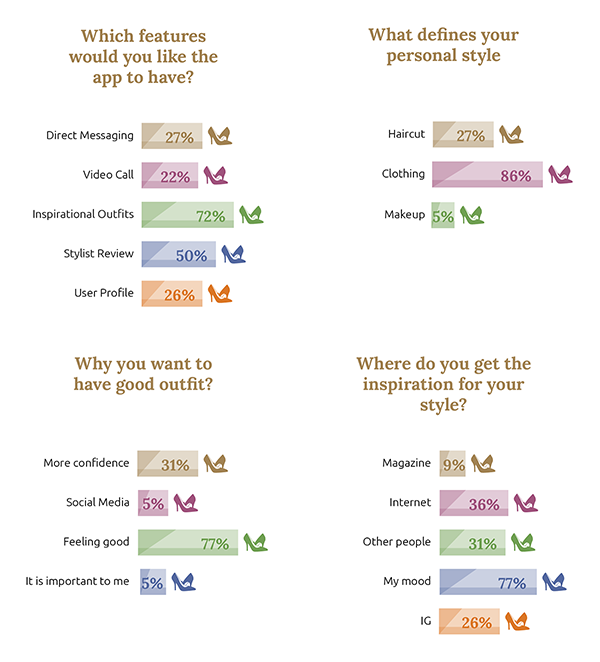 Which features
would you like the
app to have?
Direct Messaging 27%
Video Call 22%
Inspirational Outfits 72%
Stylist Review 50%
User Profile 26%
What defines your
personal style
Haircut 27%
Clothing 86%
Makeup 5%
Why you want to
have good outfit?
More confidence 31%
Social Media 5%
Feeling good 77%
It is important to me 5%
Where do you get the
inspiration for your
style?
Magazine 9%
Internet 36%
Other people 31%
My mood 77%
IG 26%